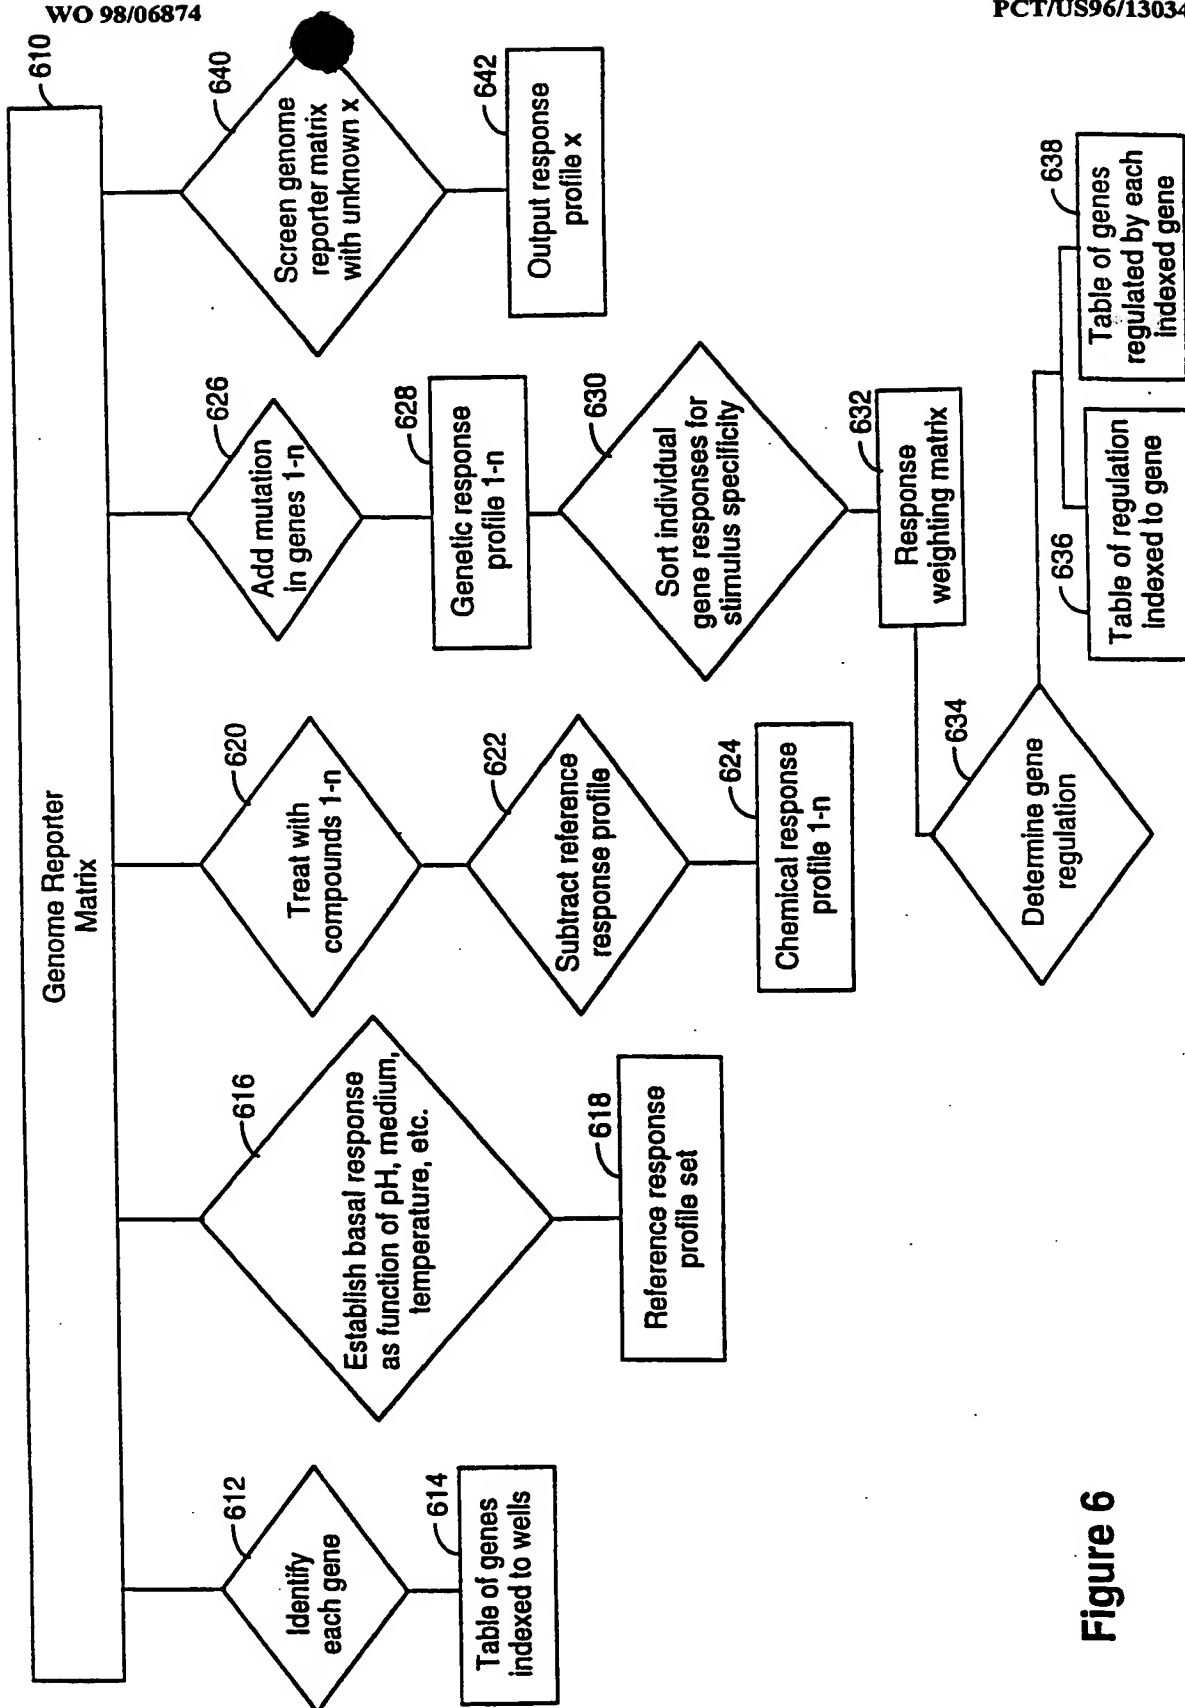 WO 98/06874
PCT/US96/13034
610
Genome Reporter
Matrix
612
Identify
each gene
614
Table of genes
indexed to wells
616
Establish basal response
as function of pH, medium,
temperature, etc.
618
Reference response
profile set
620
Treat with
compounds 1-n
622
Subtract reference
response profile
624
Chemical response
profile 1-n
626
Add mutation
in genes 1-n
628
Genetic response
profile 1-n
630
Sort individual
gene responses for
stimulus specificity
632
Response
weighting matrix
634
Determine gene
regulation
636
Table of regulation
indexed to gene
638
Table of genes
regulated by each
indexed gene
640
Screen genome
reporter matrix
with unknown x
642
Output response
profile x
Figure 6